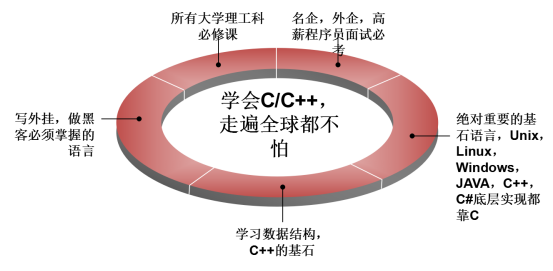 所有大学理工科
必修课
名企，外企，高
薪程序员面试必
考
学会C/C++，
走遍全球都不
怕
写外挂，做黑
客必须掌握的
语言
绝对重要的基
石语言，Unix，
Linux，
Windows，
JAVA，C++，
C#底层实现都
靠C
学习数据结构，
C++的基石